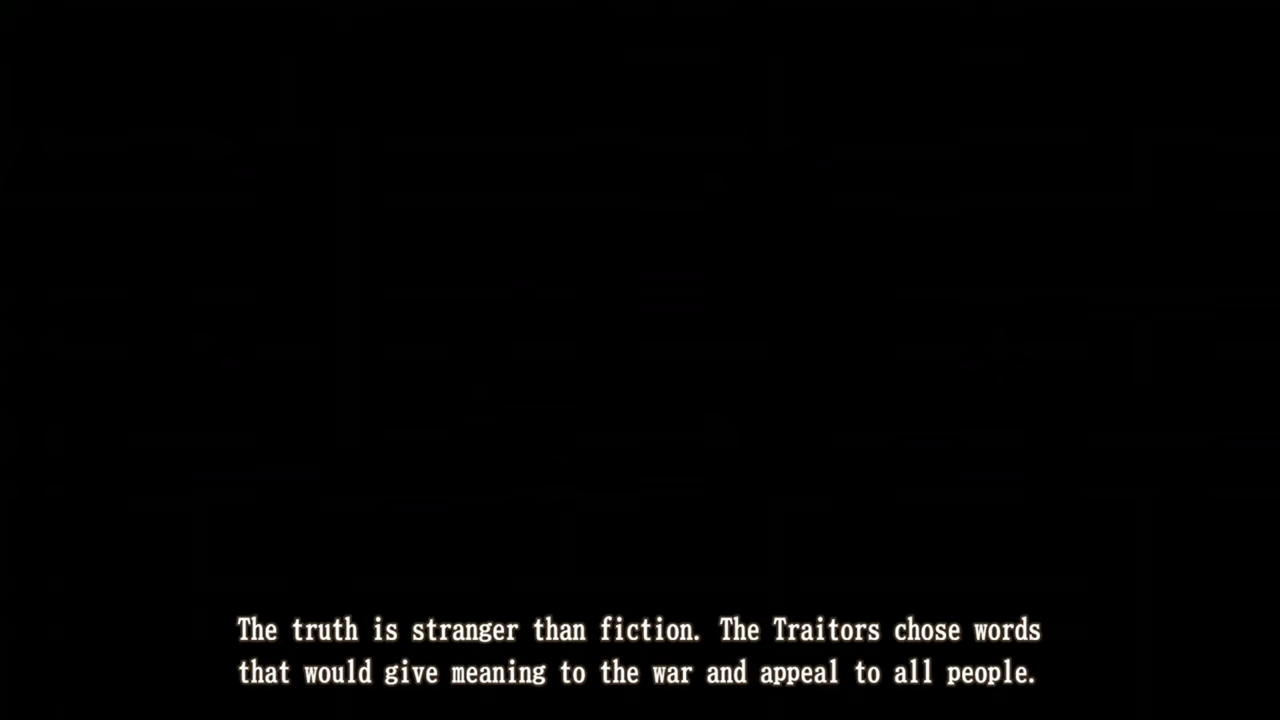 The truth is stranger than fiction. The Traitors chose words
that would give meaning to the war and appeal to all people.